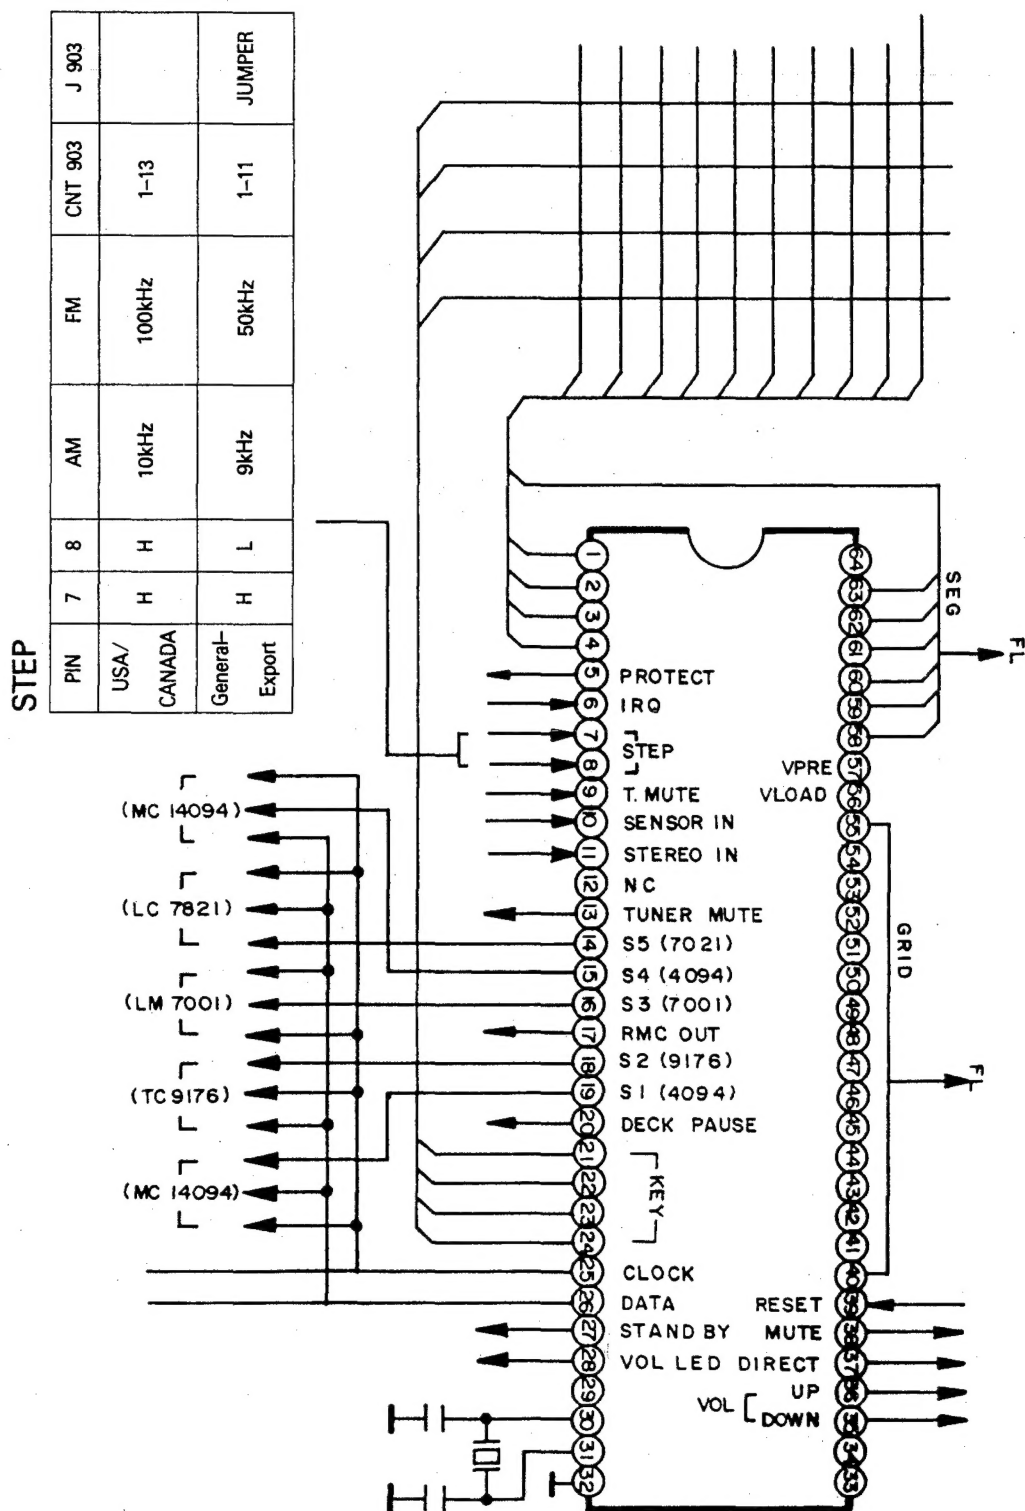 STEP
PIN 7 8 AM FM CNT 903 J 903
USA/ CANADA H H 10kHz 100kHz 1–13
General– Export H L 9kHz 50kHz 1–11 JUMPER
1
2
3
4
5 PROTECT
6 IRQ
7
8
STEP
9 T. MUTE
10 SENSOR IN
11 STEREO IN
12 NC
13 TUNER MUTE
14 S5 (7021)
15 S4 (4094)
16 S3 (7001)
17 RMC OUT
18 S2 (9176)
19 S1 (4094)
20 DECK PAUSE
21
22
23
24
KEY
25 CLOCK
26 DATA
27 STAND BY
28 VOL LED
29
30
31
32
(MC 14094)
(LC 7821)
(LM 7001)
(TC 9176)
(MC 14094)
64
63
62
61
60
59
58
SEG
FL
VPRE 57
VLOAD 56
55
54
53
52
51
50
49
48
47
46
45
44
43
42
41
40
GRID
FL
RESET 39
MUTE 38
DIRECT 37
VOL
UP 36
DOWN 35
34
33